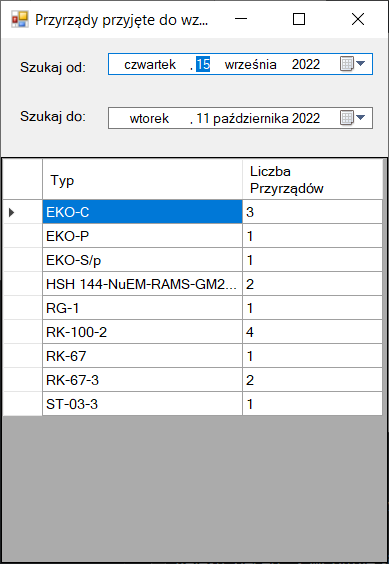 Przyrządy przyjęte do wz...
Szukaj od:
czwartek , 15 września 2022
Szukaj do:
wtorek , 11 października 2022
Typ
Liczba
Przyrządów
EKO-C 3
EKO-P 1
EKO-S/p 1
HSH 144-NuEM-RAMS-GM2... 2
RG-1 1
RK-100-2 4
RK-67 1
RK-67-3 2
ST-03-3 1